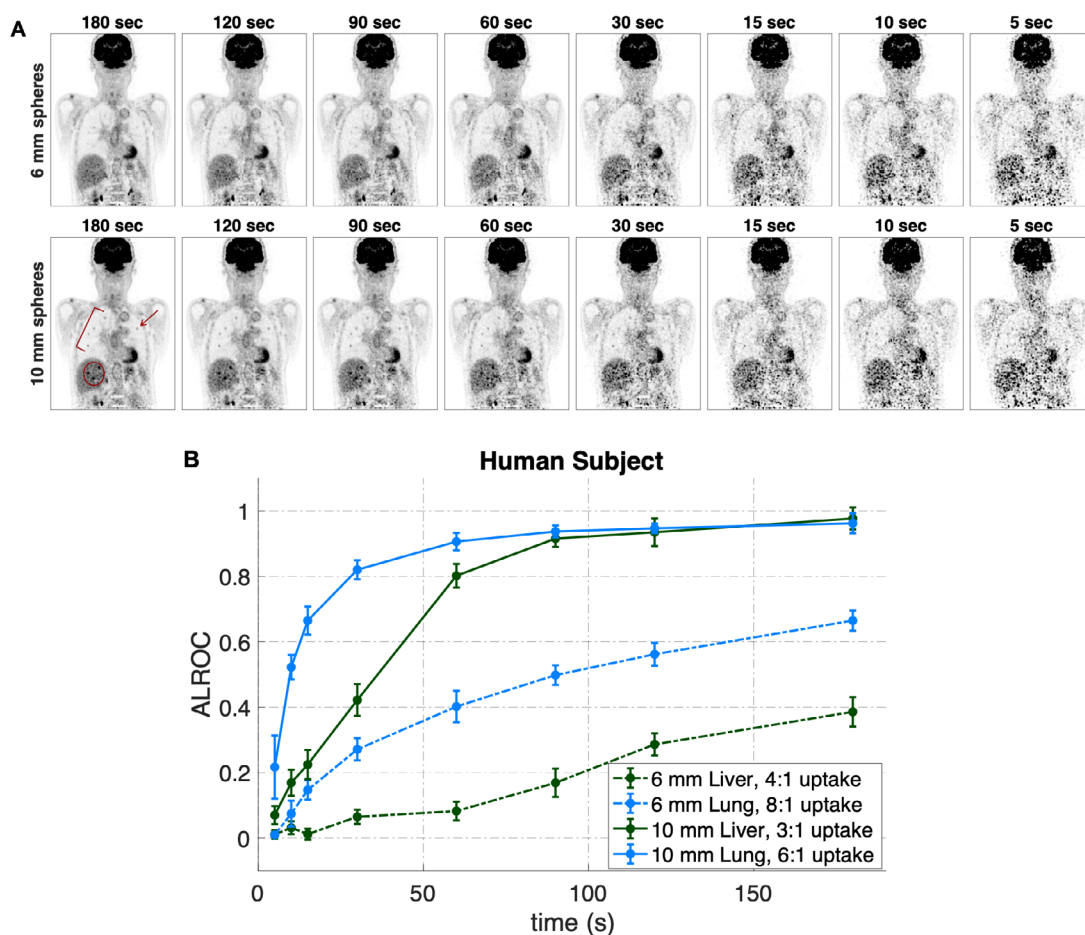 A
180 sec 120 sec 90 sec 60 sec 30 sec 15 sec 10 sec 5 sec
6 mm spheres
180 sec 120 sec 90 sec 60 sec 30 sec 15 sec 10 sec 5 sec
10 mm spheres
B
Human Subject
0 50 100 150
1
0.8
0.6
0.4
0.2
0
ALROC
6 mm Liver, 4:1 uptake
6 mm Lung, 8:1 uptake
10 mm Liver, 3:1 uptake
10 mm Lung, 6:1 uptake
time (s)